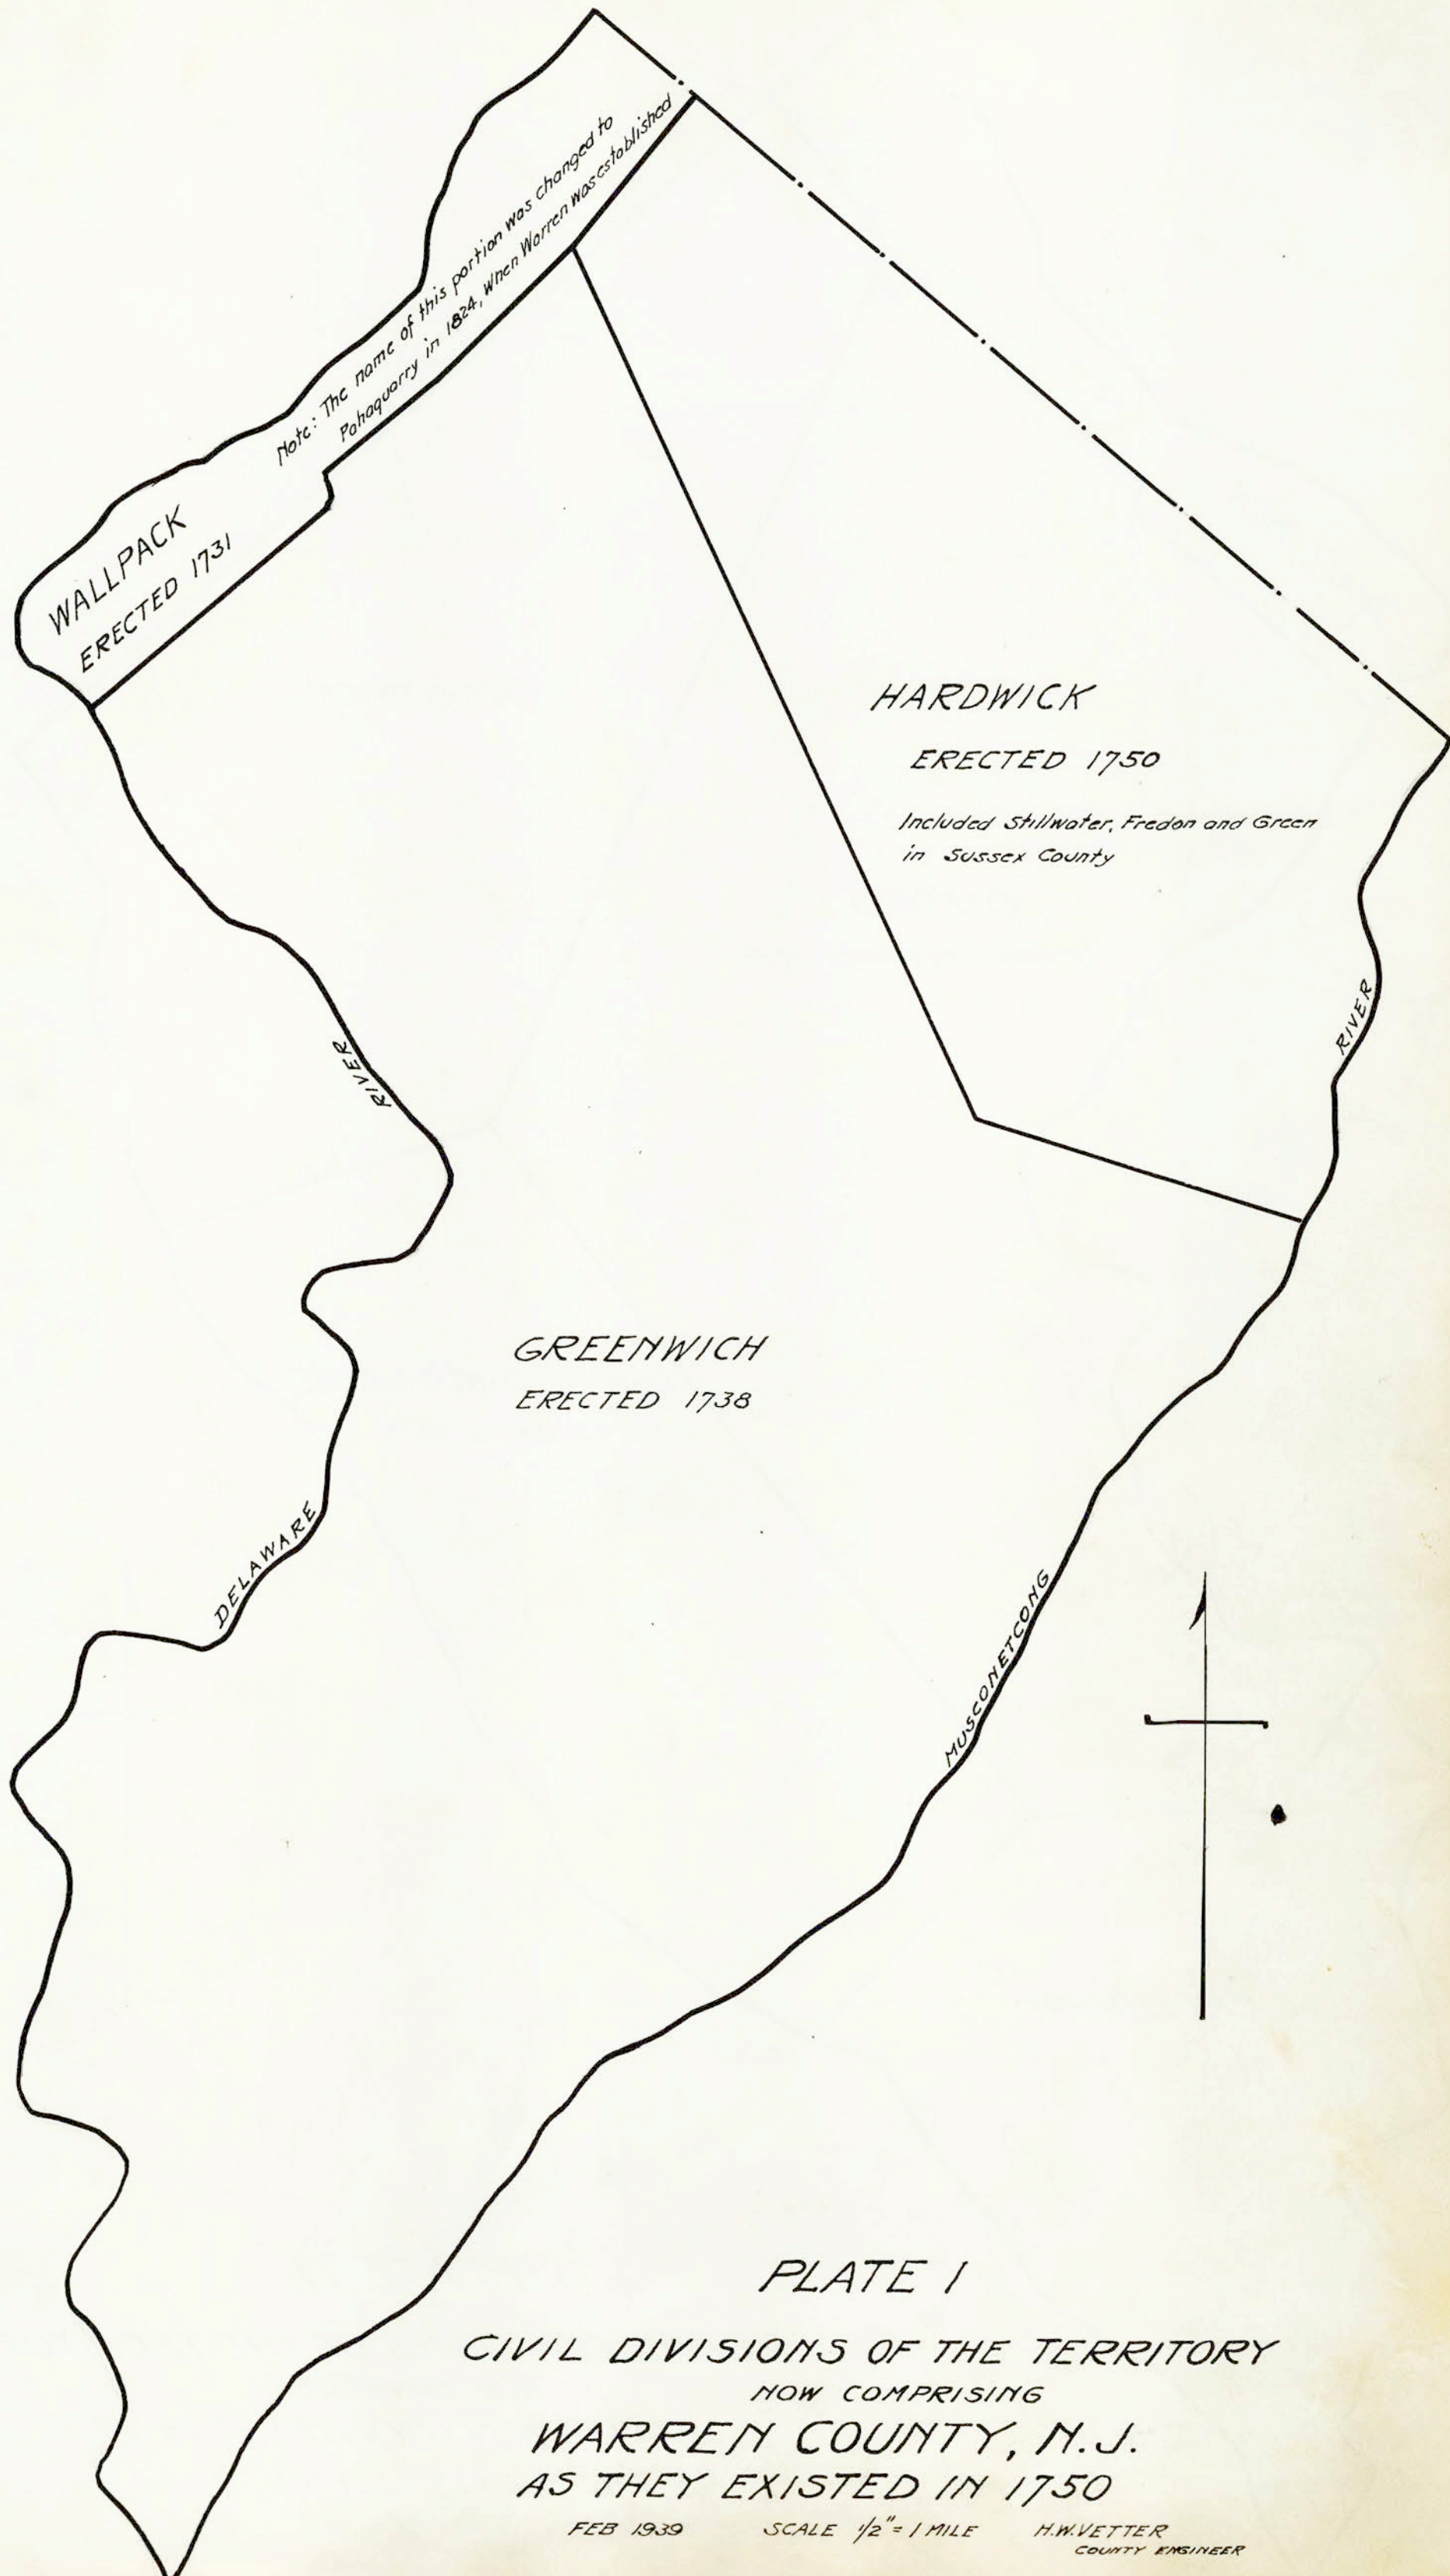 Note: The name of this portion was changed to
Pahaquarry in 1824, When Warren was established
WALLPACK
ERECTED 1731
HARDWICK
ERECTED 1750
Included Stillwater, Fredon and Green
in Sussex County
RIVER
RIVER
GREENWICH
ERECTED 1738
DELAWARE
MUSCONETCONG
PLATE 1
CIVIL DIVISIONS OF THE TERRITORY
NOW COMPRISING
WARREN COUNTY, N.J.
AS THEY EXISTED IN 1750
FEB 1939 SCALE 1/2" = 1 MILE H.W.VETTER
COUNTY ENGINEER